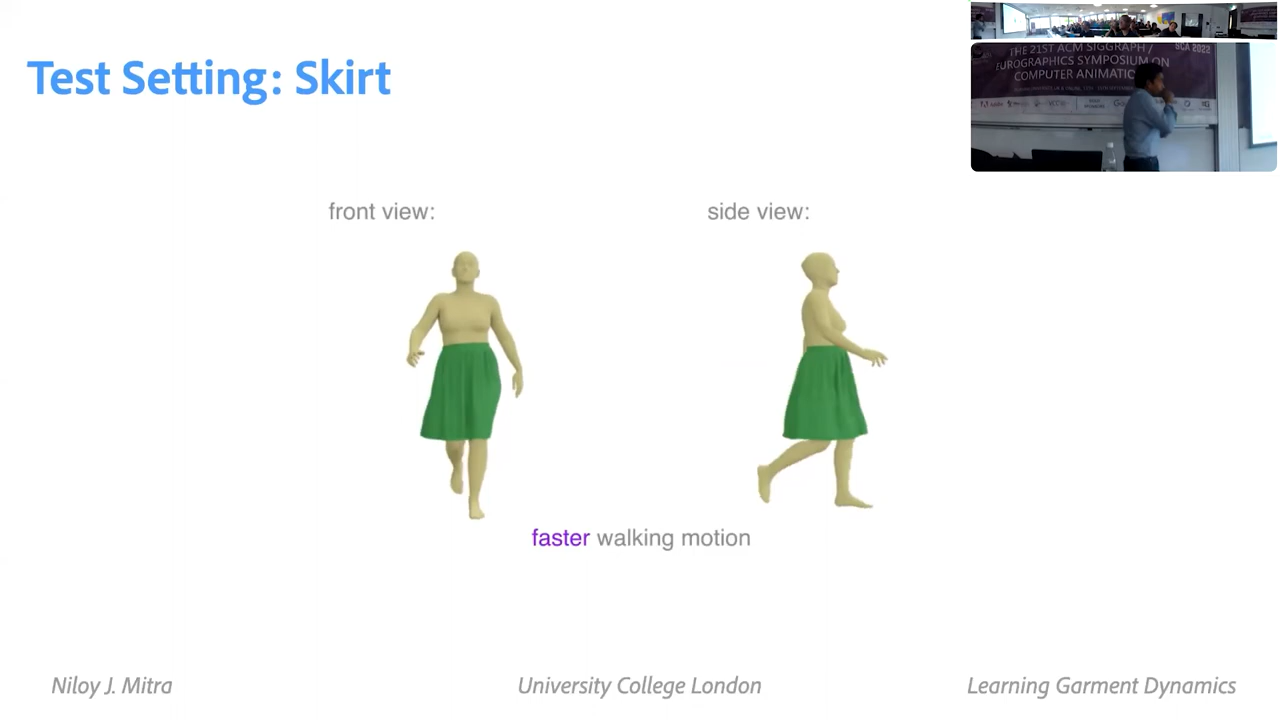 Test Setting: Skirt
THE 21ST ACM SIGGRAPH /
EUROGRAPHICS SYMPOSIUM ON
COMPUTER ANIMATIO
SCA 2022
front view:
side view:
faster walking motion
Niloy J. Mitra
University College London
Learning Garment Dynamics